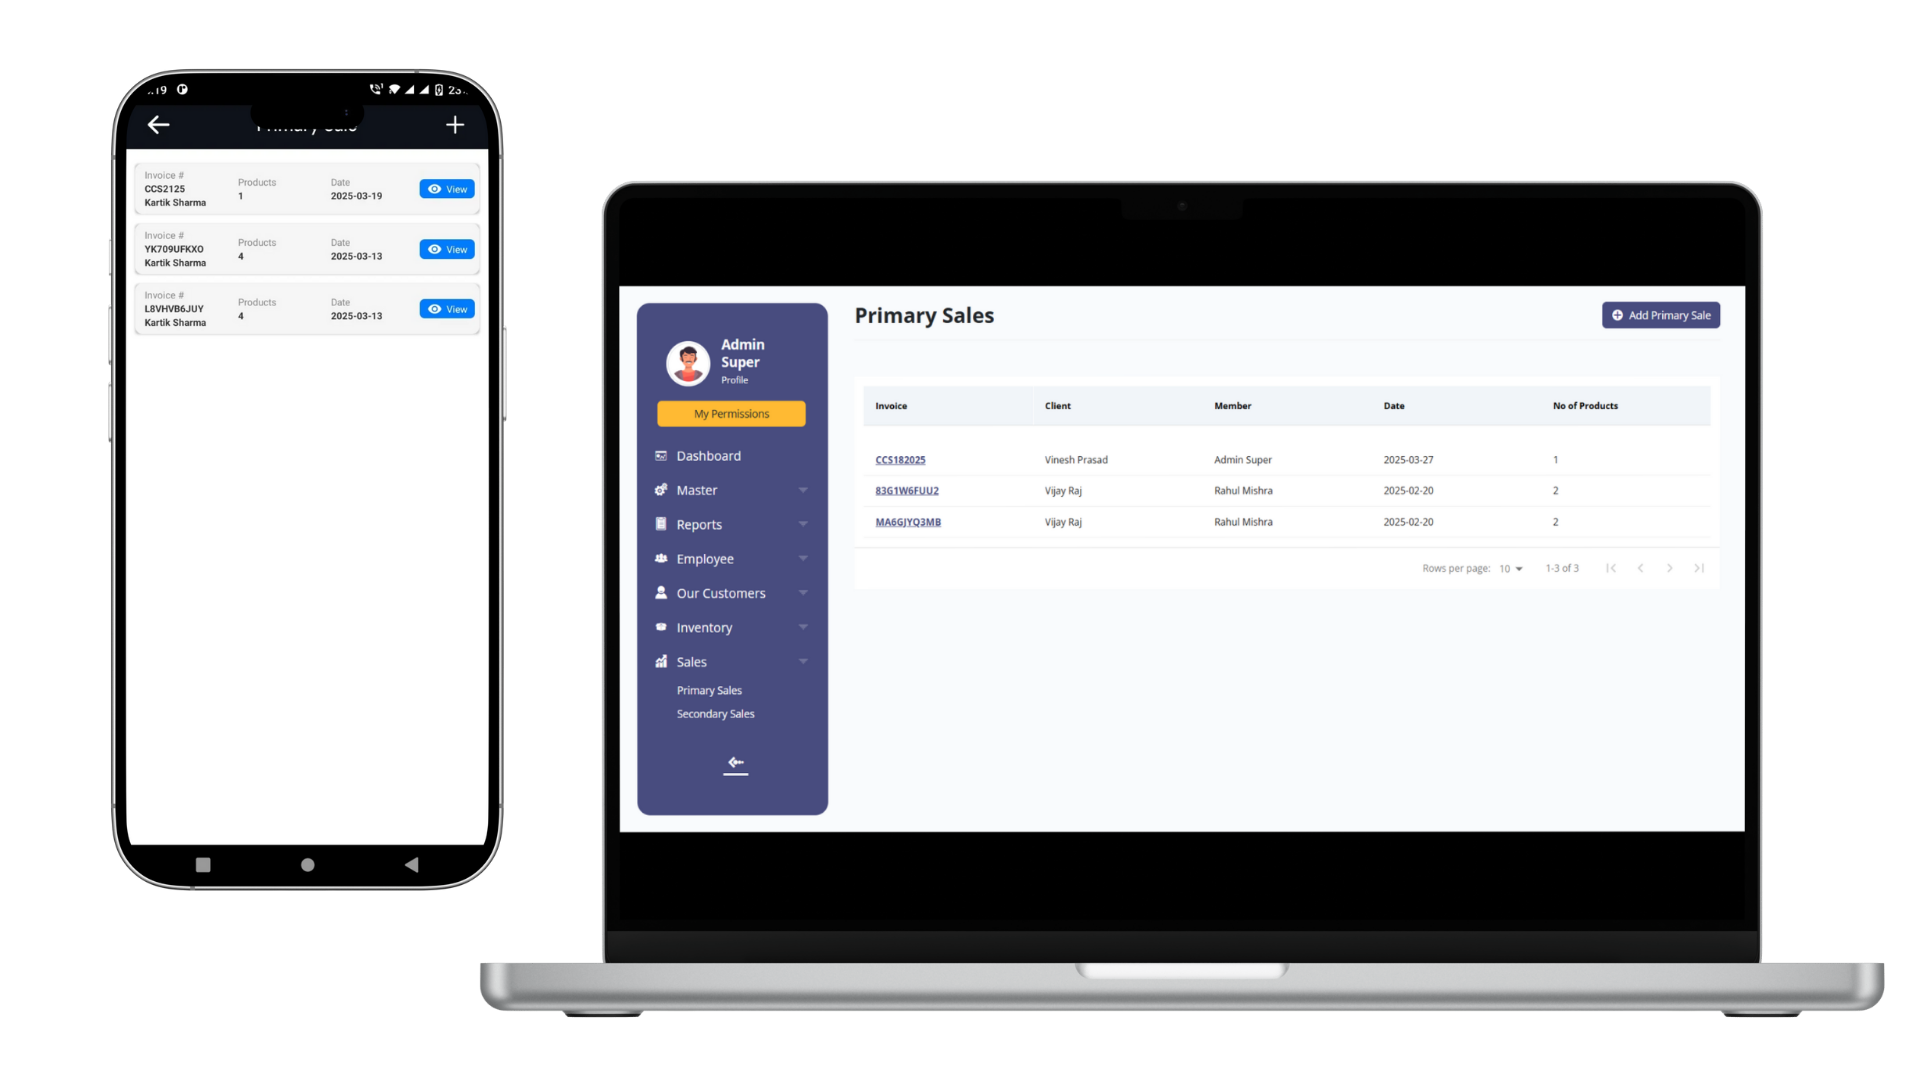 Primary Sale
Invoice #
CCS2125
Kartik Sharma
Products
1
Date
2025-03-19
View
Invoice #
YK709UFKXO
Kartik Sharma
Products
4
Date
2025-03-13
View
Invoice #
L8VHVB6JUY
Kartik Sharma
Products
4
Date
2025-03-13
View
Admin
Super
Profile
My Permissions
Dashboard
Master
Reports
Employee
Our Customers
Inventory
Sales
Primary Sales
Secondary Sales
Primary Sales
Add Primary Sale
Invoice Client Member Date No of Products
CCS182025 Vinesh Prasad Admin Super 2025-03-27 1
83G1W6FUU2 Vijay Raj Rahul Mishra 2025-02-20 2
MA6GJYQ3MB Vijay Raj Rahul Mishra 2025-02-20 2
Rows per page: 10 1-3 of 3